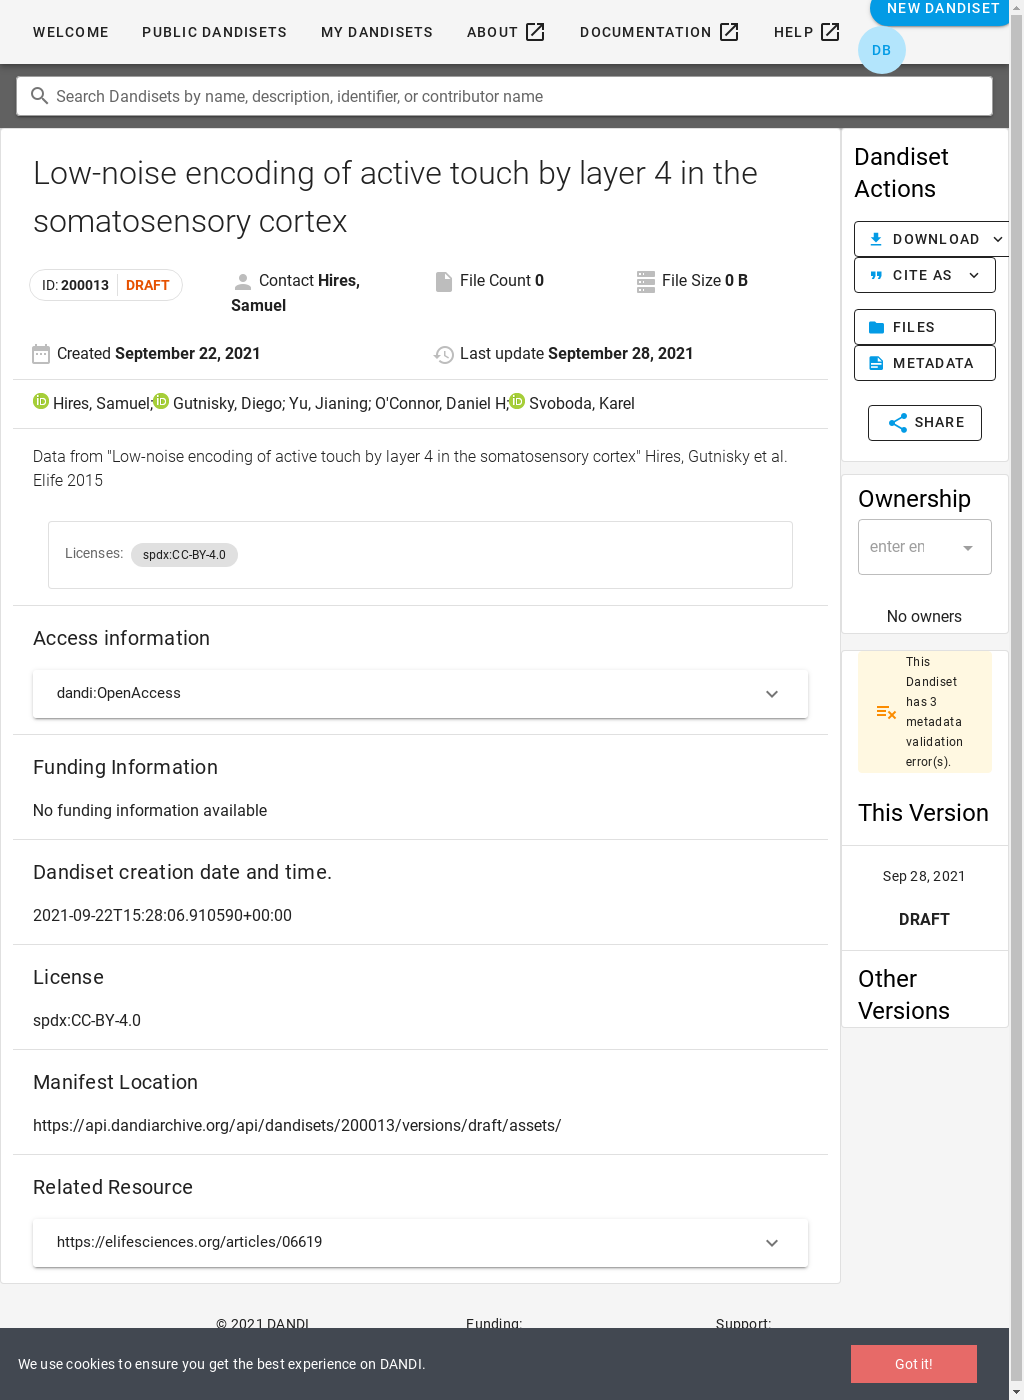 WELCOME PUBLIC DANDISETS MY DANDISETS ABOUT DOCUMENTATION HELP NEW DANDISET
DB
Search Dandisets by name, description, identifier, or contributor name
Low-noise encoding of active touch by layer 4 in the
somatosensory cortex
ID: 200013 DRAFT
Contact Hires,
Samuel
File Count 0
File Size 0 B
Created September 22, 2021
Last update September 28, 2021
iD Hires, Samuel; iD Gutnisky, Diego; Yu, Jianing; O'Connor, Daniel H; iD Svoboda, Karel
Data from "Low-noise encoding of active touch by layer 4 in the somatosensory cortex" Hires, Gutnisky et al.
Elife 2015
Licenses: spdx:CC-BY-4.0
Access information
dandi:OpenAccess
Funding Information
No funding information available
Dandiset creation date and time.
2021-09-22T15:28:06.910590+00:00
License
spdx:CC-BY-4.0
Manifest Location
https://api.dandiarchive.org/api/dandisets/200013/versions/draft/assets/
Related Resource
https://elifesciences.org/articles/06619
Dandiset
Actions
DOWNLOAD
CITE AS
FILES
METADATA
SHARE
Ownership
enter en
No owners
This
Dandiset
has 3
metadata
validation
error(s).
This Version
Sep 28, 2021
DRAFT
Other
Versions
© 2021 DANDI
Funding:
Support:
We use cookies to ensure you get the best experience on DANDI.
Got it!